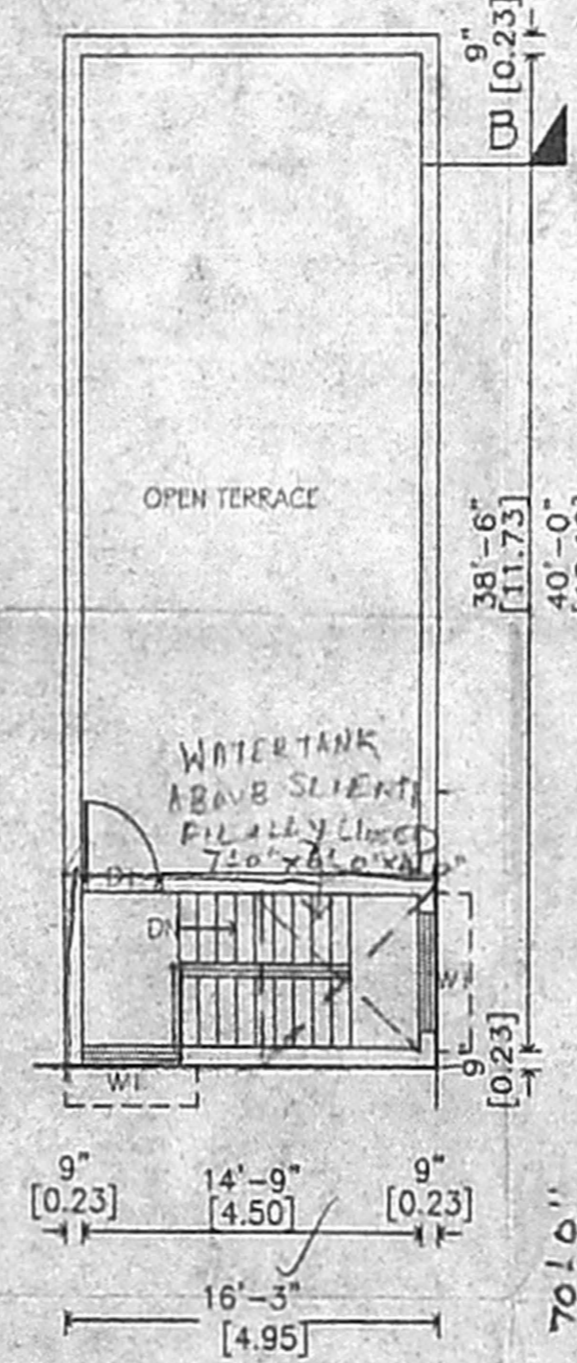 9"
[0.23]
B
OPEN TERRACE
38'-6"
[11.73]
40'-0"
WATER TANK
ABOVE
D1
DN
W1
W1
9"
[0.23]
9"
[0.23]
14'-9"
[4.50]
9"
[0.23]
16'-3"
[4.95]